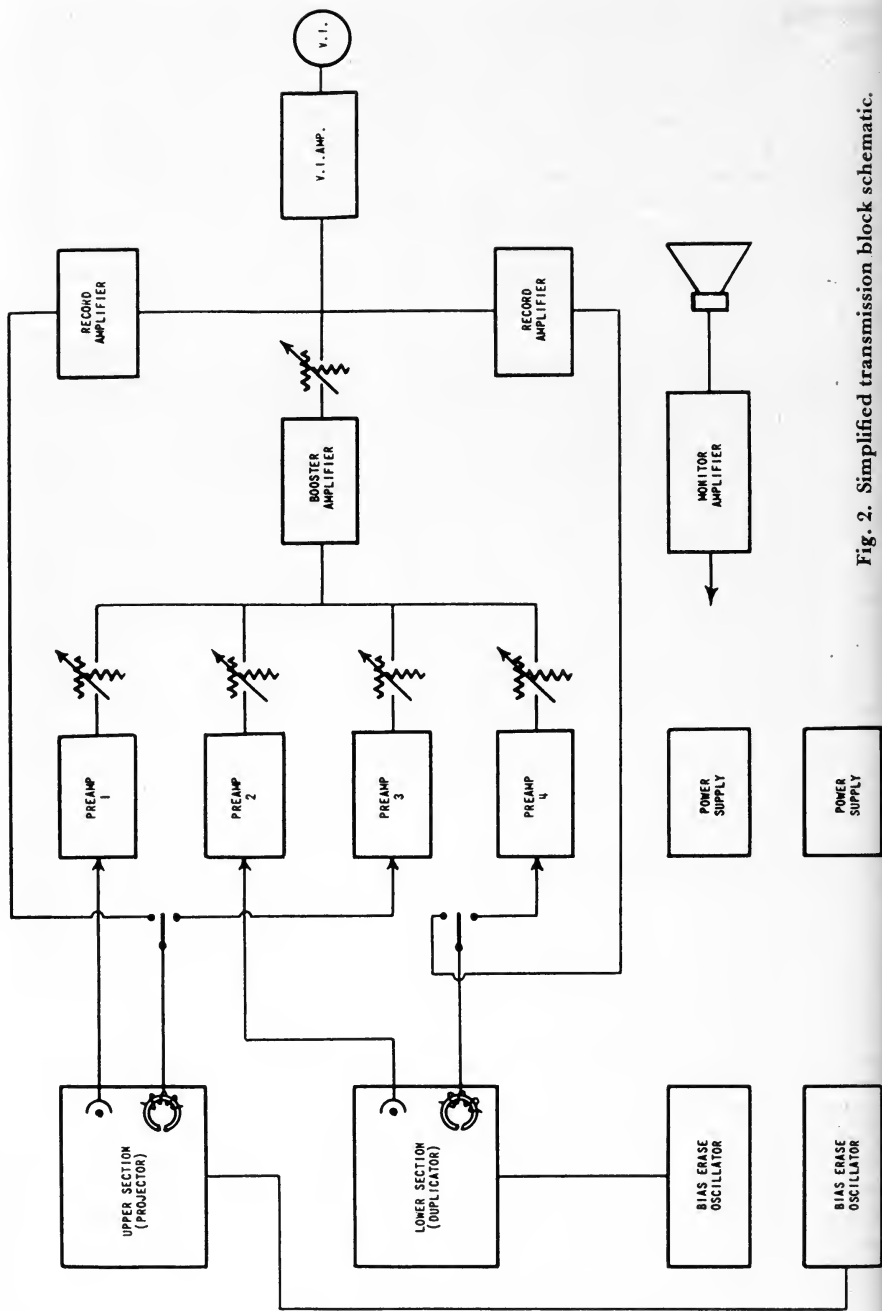 UPPER SECTION
(PROJECTOR)
LOWER SECTION
(DUPLICATOR)
BIAS ERASE
OSCILLATOR
BIAS ERASE
OSCILLATOR
PREAMP
1
PREAMP
2
PREAMP
3
PREAMP
4
POWER
SUPPLY
POWER
SUPPLY
BOOSTER
AMPLIFIER
RECORD
AMPLIFIER
RECORD
AMPLIFIER
MONITOR
AMPLIFIER
V.I.AMP.
V.I.
Fig. 2. Simplified transmission block schematic.